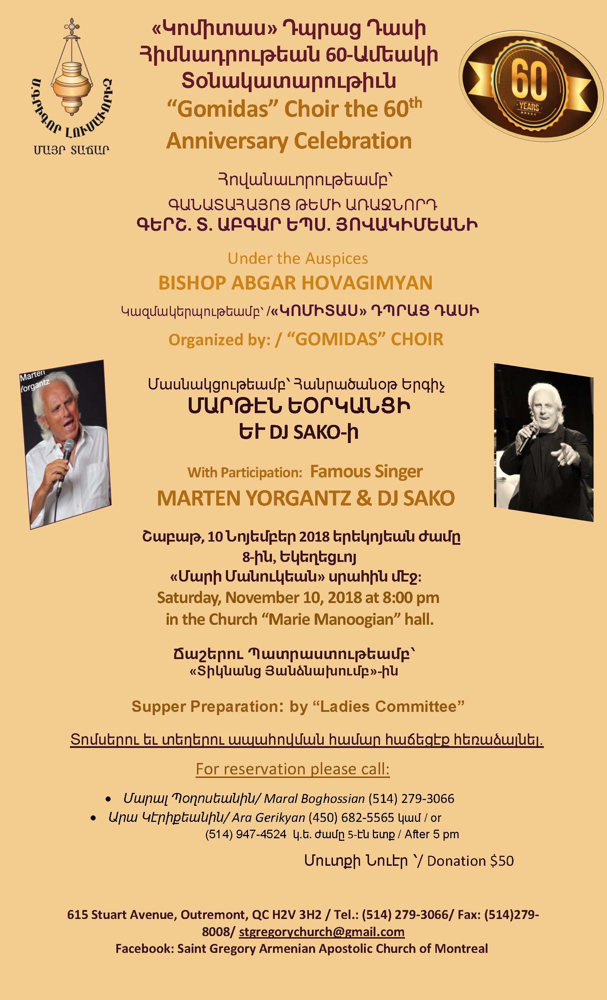 «Կոմիտաս» Դպրաց Դասի
Հիմնադրութեան 60-Ամեակի
Տօնակատարութիւն
“Gomidas” Choir the 60th
Anniversary Celebration
Ս.ԳՐԻԳՈՐ ԼՈՒՍԱՒՈՐԻՉ
ՄԱՅՐ ՏԱՃԱՐ
60
YEARS
Հովանաւորութեամբ՝
ԳԱՆԱՏԱՀԱՅՈՑ ԹԵՄԻ ԱՌԱՋՆՈՐԴ
ԳԵՐՇ. Տ. ԱԲԳԱՐ ԵՊՍ. ՅՈՎԱԿԻՄԵԱՆԻ
Under the Auspices
BISHOP ABGAR HOVAGIMYAN
Կազմակերպութեամբ՝ /«ԿՈՄԻՏԱՍ» ԴՊՐԱՑ ԴԱՍԻ
Organized by: / “GOMIDAS” CHOIR
Marten
Yorgantz
Մասնակցութեամբ՝ Հանրածանօթ Երգիչ
ՄԱՐԹԷՆ ԵՕՐԿԱՆՑԻ
ԵՒ DJ SAKO-ի
With Participation: Famous Singer
MARTEN YORGANTZ & DJ SAKO
Շաբաթ, 10 Նոյեմբեր 2018 երեկոյեան ժամը
8-ին, Եկեղեցւոյ
«Մարի Մանուկեան» սրահին մէջ:
Saturday, November 10, 2018 at 8:00 pm
in the Church “Marie Manoogian” hall.
Ճաշերու Պատրաստութեամբ՝
«Տիկնանց Յանձնախումբ»-ին
Supper Preparation: by “Ladies Committee”
Տոմսերու եւ տեղերու ապահովման համար հաճեցէք հեռաձայնել.
For reservation please call:
• Մարալ Պօղոսեանին/ Maral Boghossian (514) 279-3066
• Արա Կէրիքեանին/ Ara Gerikyan (450) 682-5565 կամ / or
(514) 947-4524 կ.ե. ժամը 5-էն ետք / After 5 pm
Մուտքի Նուէր ՝/ Donation $50
615 Stuart Avenue, Outremont, QC H2V 3H2 / Tel.: (514) 279-3066/ Fax: (514)279-
8008/ stgregorychurch@gmail.com
Facebook: Saint Gregory Armenian Apostolic Church of Montreal